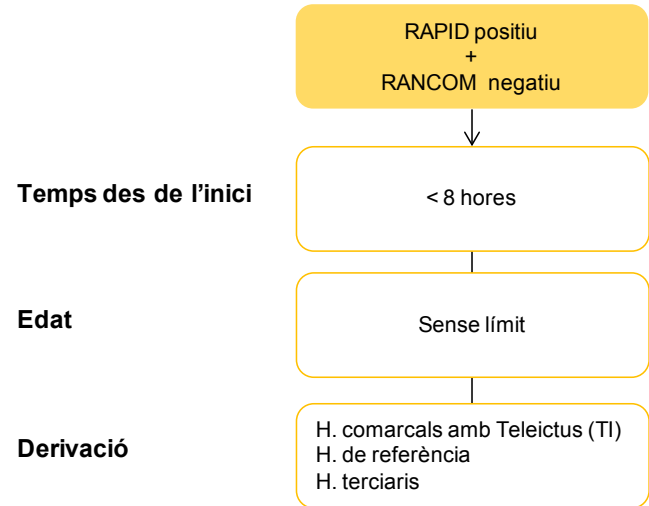 RAPID positiu
+
RANCOM negatiu
Temps des de l’inici
< 8 hores
Edat
Sense límit
Derivació
H. comarcals amb Teleictus (TI)
H. de referència
H. terciaris